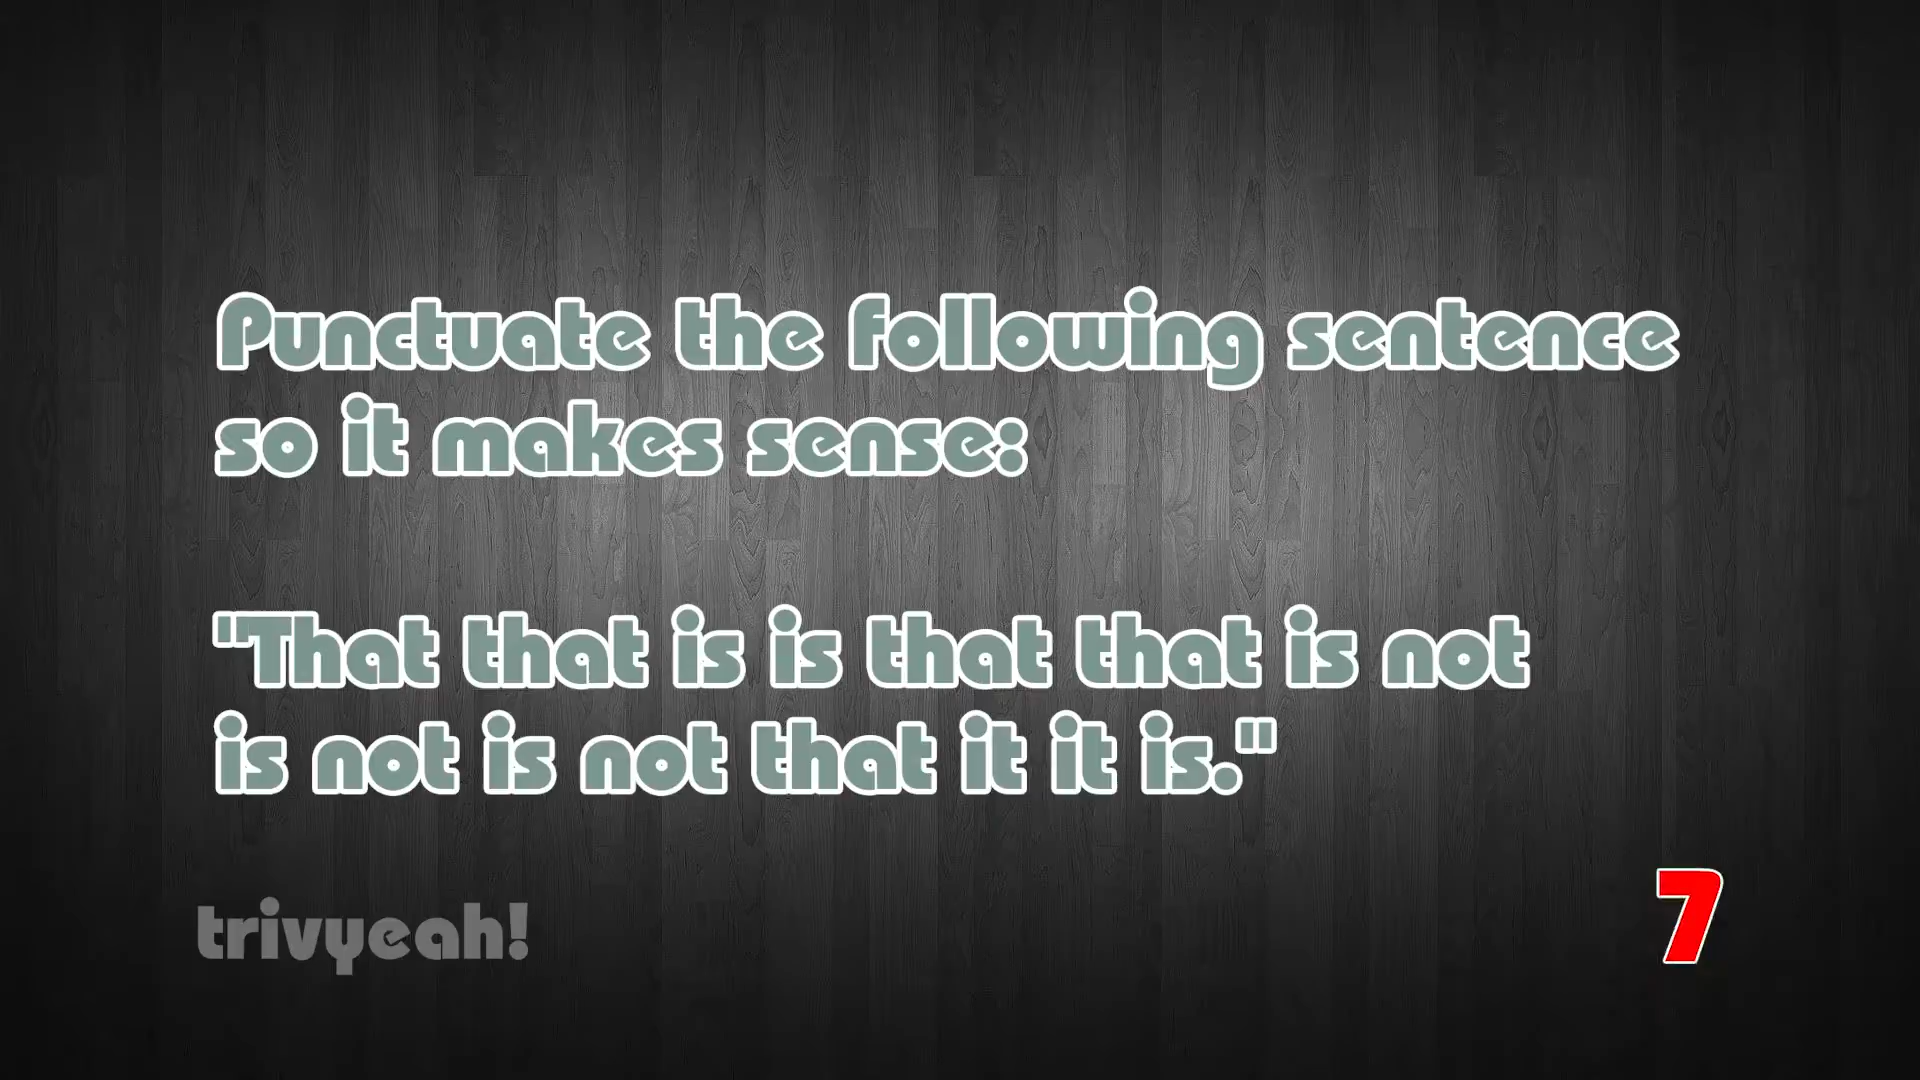 Punctuate the following sentence
so it makes sense:
"That that is is that that is not
is not is not that it it is."
trivyeah!
7